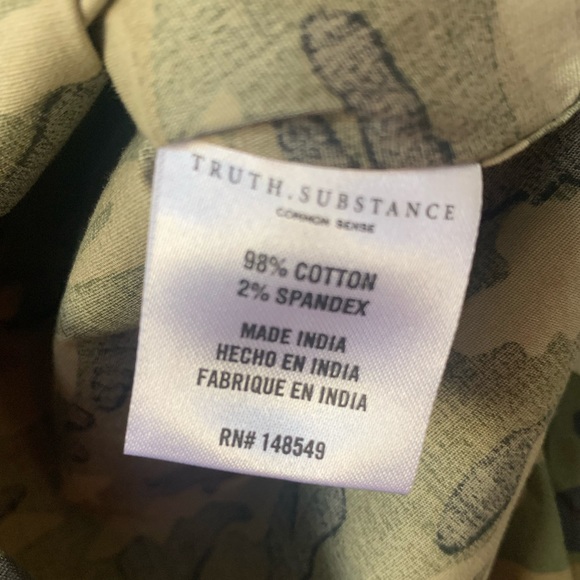 TRUTH.SUBSTANCE
COMMON SENSE
98% COTTON
2% SPANDEX
MADE INDIA
HECHO EN INDIA
FABRIQUE EN INDIA
RN# 148549